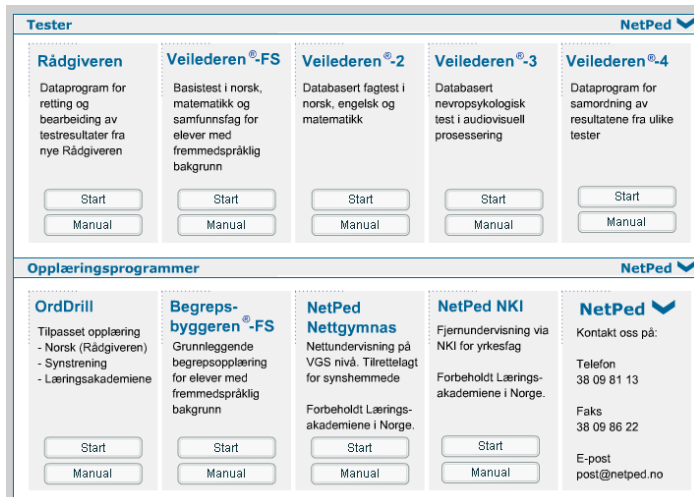 Tester
NetPed
Rådgiveren
Dataprogram for
retting og
bearbeiding av
testresultater fra
nye Rådgiveren
Start
Manual
Veilederen®-FS
Basistest i norsk,
matematikk og
samfunnsfag for
elever med
fremmedspråklig
bakgrunn
Start
Manual
Veilederen®-2
Databasert fagtest i
norsk, engelsk og
matematikk
Start
Manual
Veilederen®-3
Databasert
nevropsykologisk
test i audiovisuell
prosessering
Start
Manual
Veilederen®-4
Dataprogram for
samordning av
resultatene fra ulike
tester
Start
Manual
Opplæringsprogrammer
NetPed
OrdDrill
Tilpasset opplæring
- Norsk (Rådgiveren)
- Synstrening
- Læringsakademiene
Start
Manual
Begreps-
byggeren®-FS
Grunnleggende
begrepsopplæring
for elever med
fremmedspråklig
bakgrunn
Start
Manual
NetPed
Nettgymnas
Nettundervisning på
VGS nivå. Tilrettelagt
for synshemmede
Forbeholdt Lærings-
akademiene i Norge.
Start
Manual
NetPed NKI
Fjernundervisning via
NKI for yrkesfag
Forbeholdt Lærings-
akademiene i Norge.
Start
Manual
NetPed
Kontakt oss på:
Telefon
38 09 81 13
Faks
38 09 86 22
E-post
post@netped.no